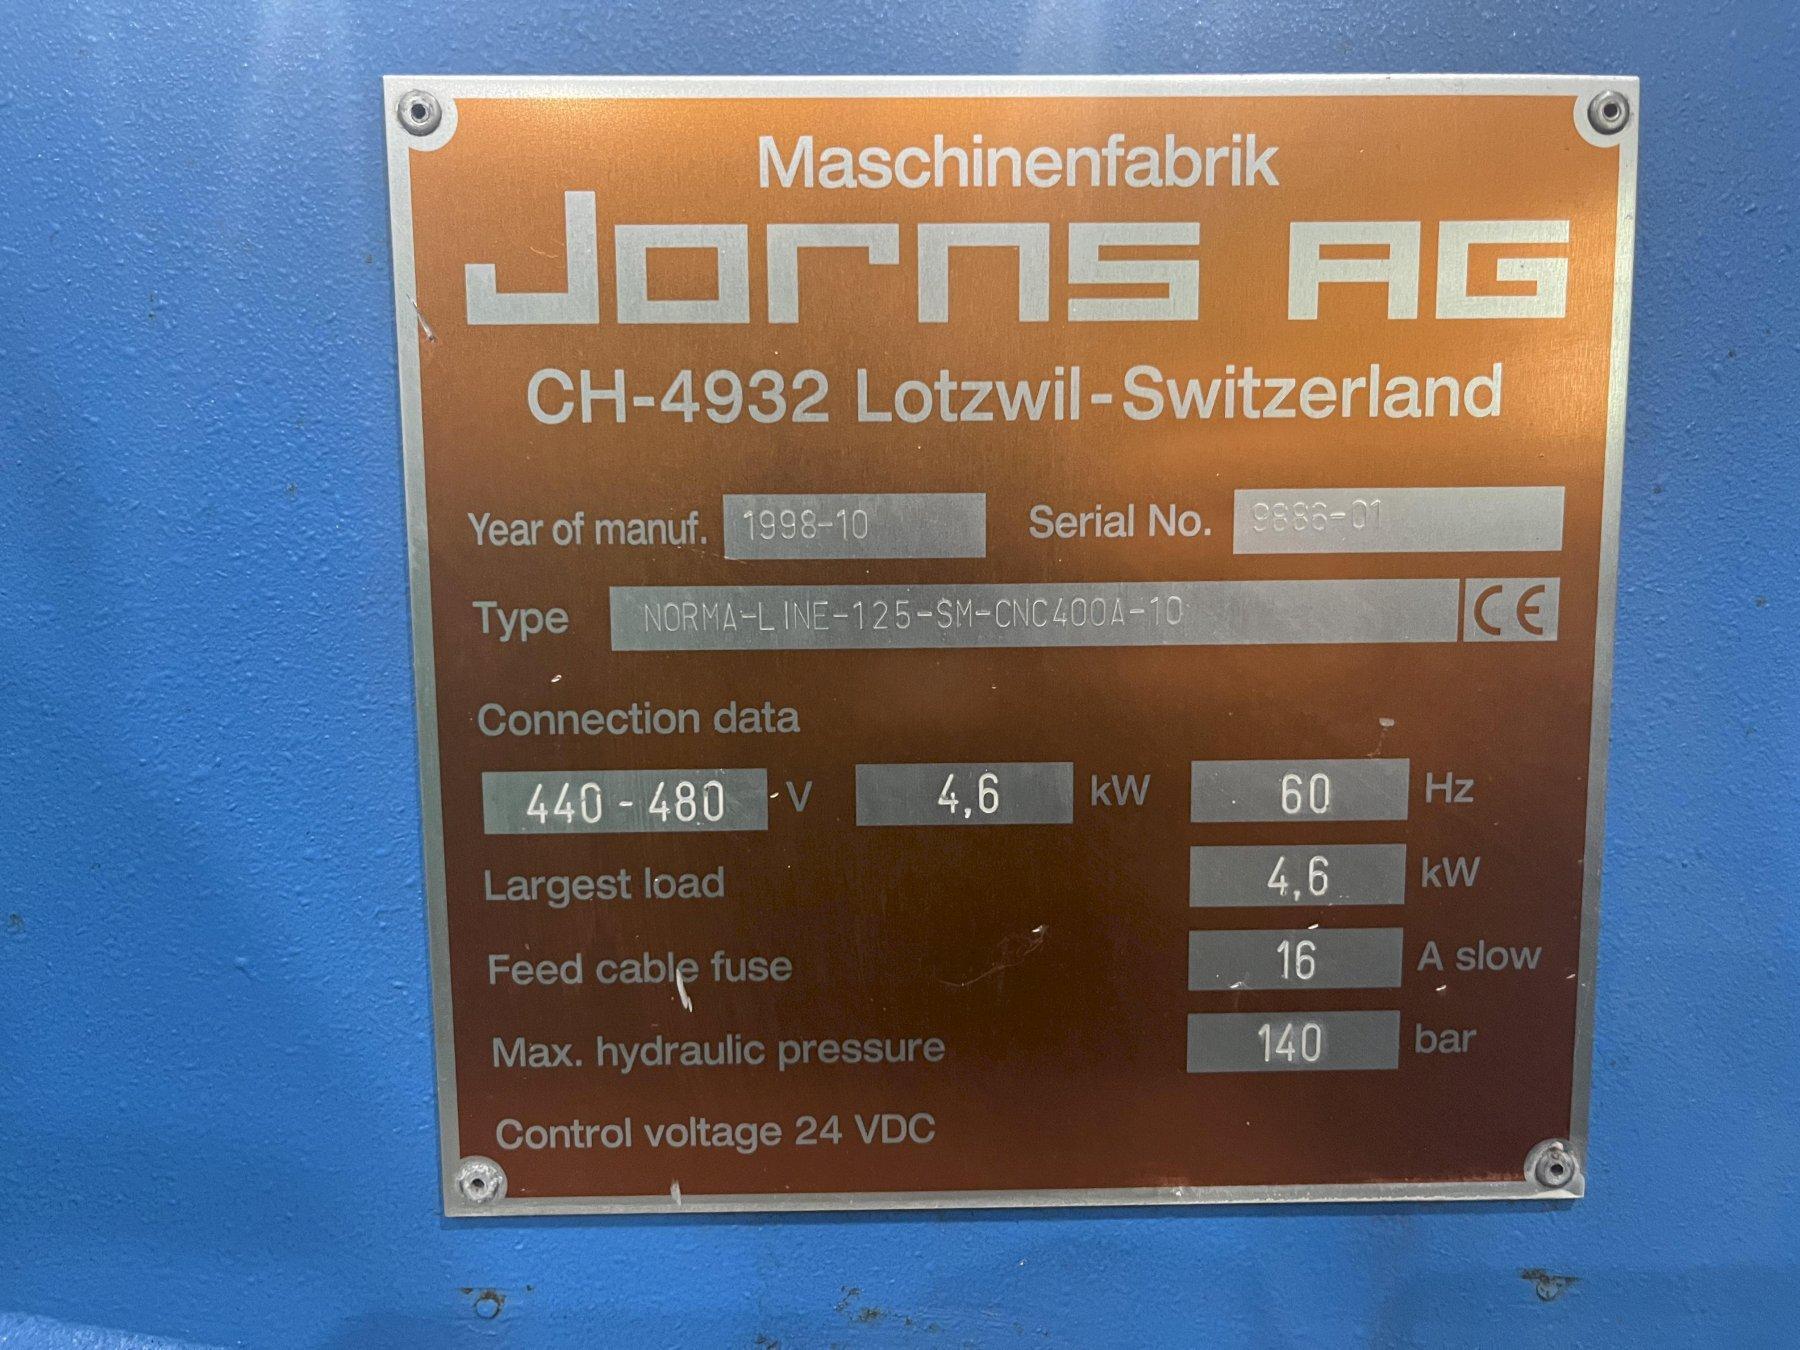 Maschinenfabrik
Jorns AG
CH-4932 Lotzwil-Switzerland
Year of manuf. 1998-10 Serial No. 9886-01
Type NORMA-LINE-125-SM-CNC400A-10 CE
Connection data
440-480 V 4,6 kW 60 Hz
Largest load 4,6 kW
Feed cable fuse 16 A slow
Max. hydraulic pressure 140 bar
Control voltage 24 VDC